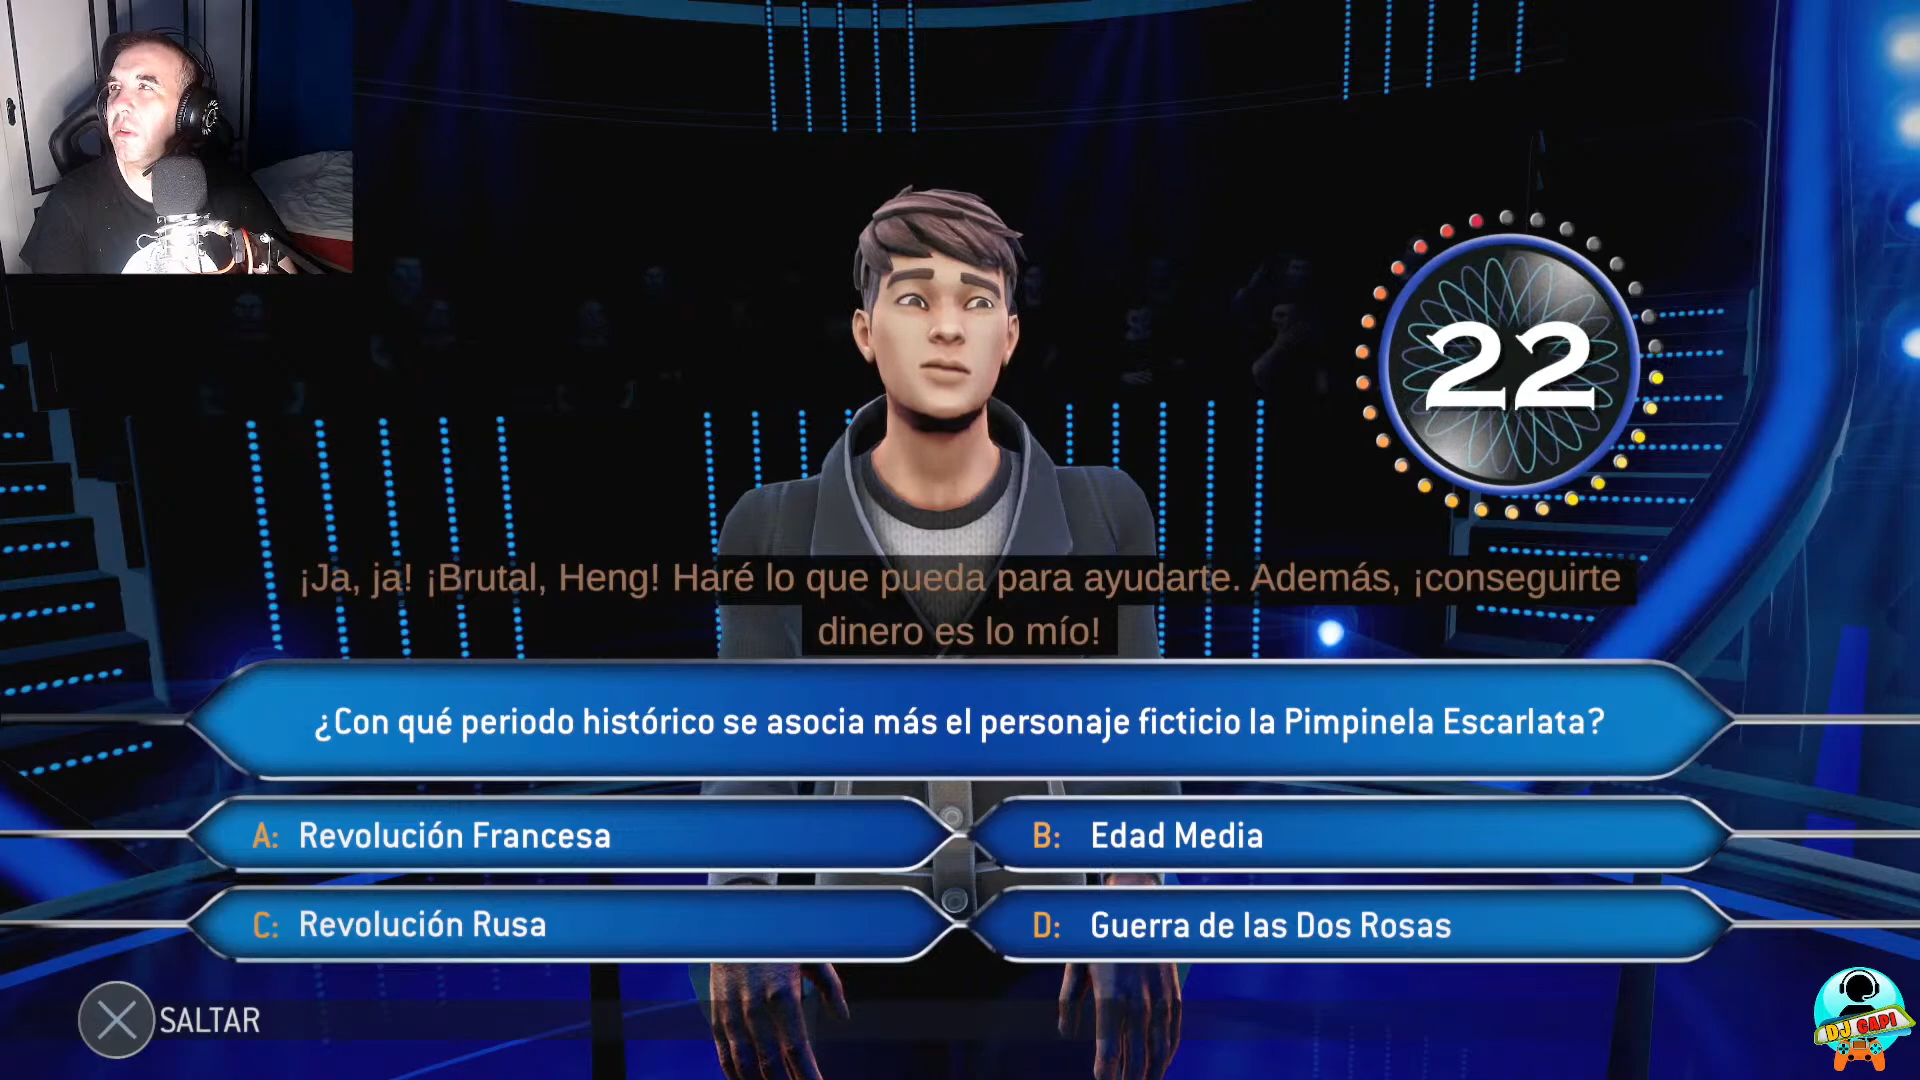 22
¡Ja, ja! ¡Brutal, Heng! Haré lo que pueda para ayudarte. Además, ¡conseguirte
dinero es lo mío!
¿Con qué periodo histórico se asocia más el personaje ficticio la Pimpinela Escarlata?
A: Revolución Francesa
B: Edad Media
C: Revolución Rusa
D: Guerra de las Dos Rosas
SALTAR
DJ CAPI